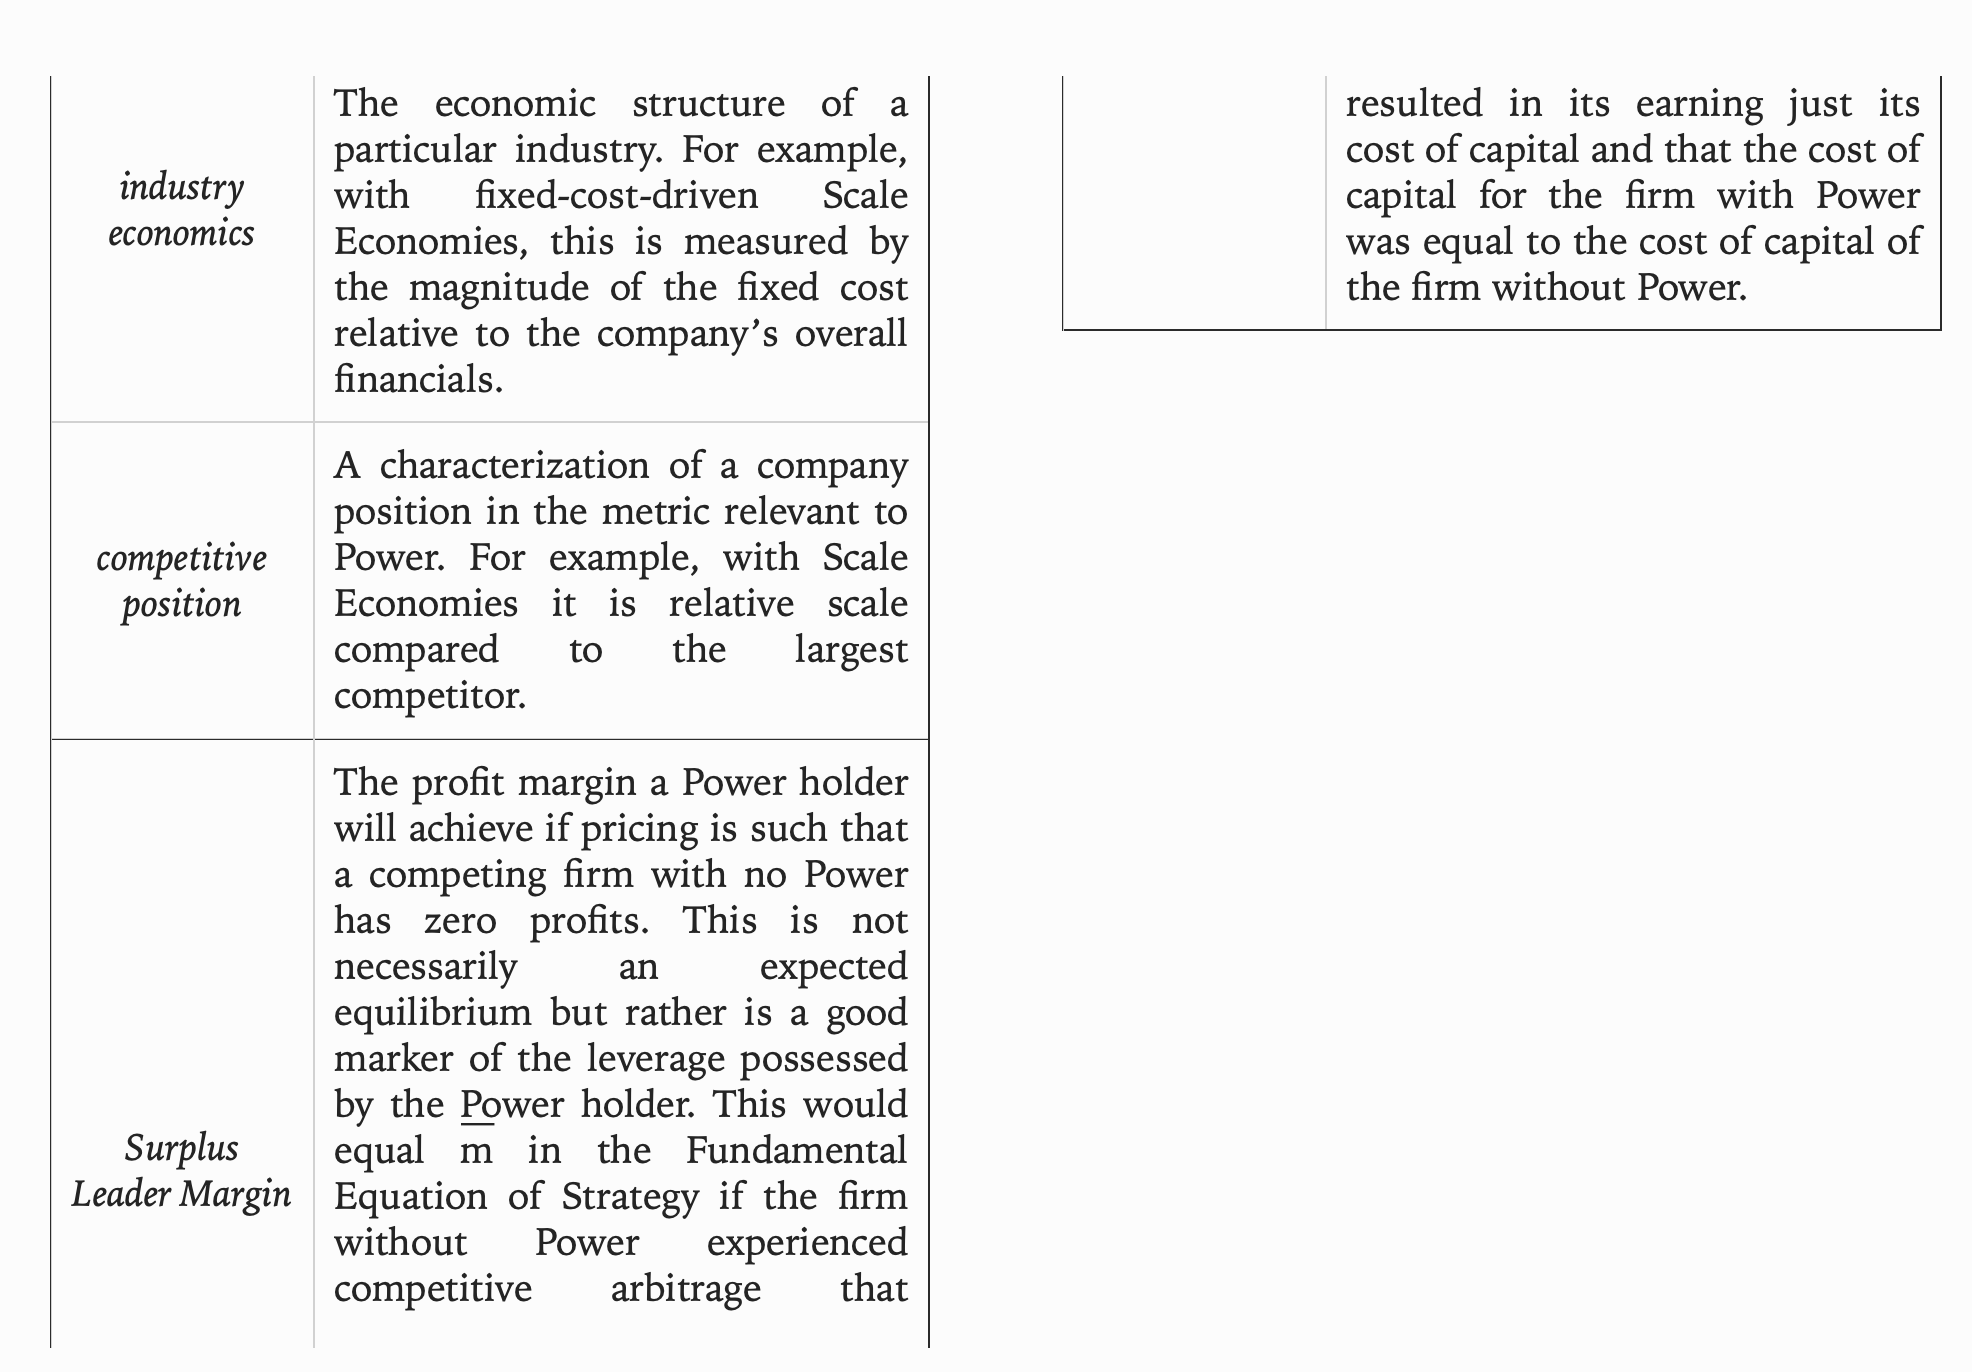 industry
economics
The economic structure of a
particular industry. For example,
with fixed-cost-driven Scale
Economies, this is measured by
the magnitude of the fixed cost
relative to the company’s overall
financials.
competitive
position
A characterization of a company
position in the metric relevant to
Power. For example, with Scale
Economies it is relative scale
compared to the largest
competitor.
Surplus
Leader Margin
The profit margin a Power holder
will achieve if pricing is such that
a competing firm with no Power
has zero profits. This is not
necessarily an expected
equilibrium but rather is a good
marker of the leverage possessed
by the Power holder. This would
equal m̅ in the Fundamental
Equation of Strategy if the firm
without Power experienced
competitive arbitrage that
resulted in its earning just its
cost of capital and that the cost of
capital for the firm with Power
was equal to the cost of capital of
the firm without Power.